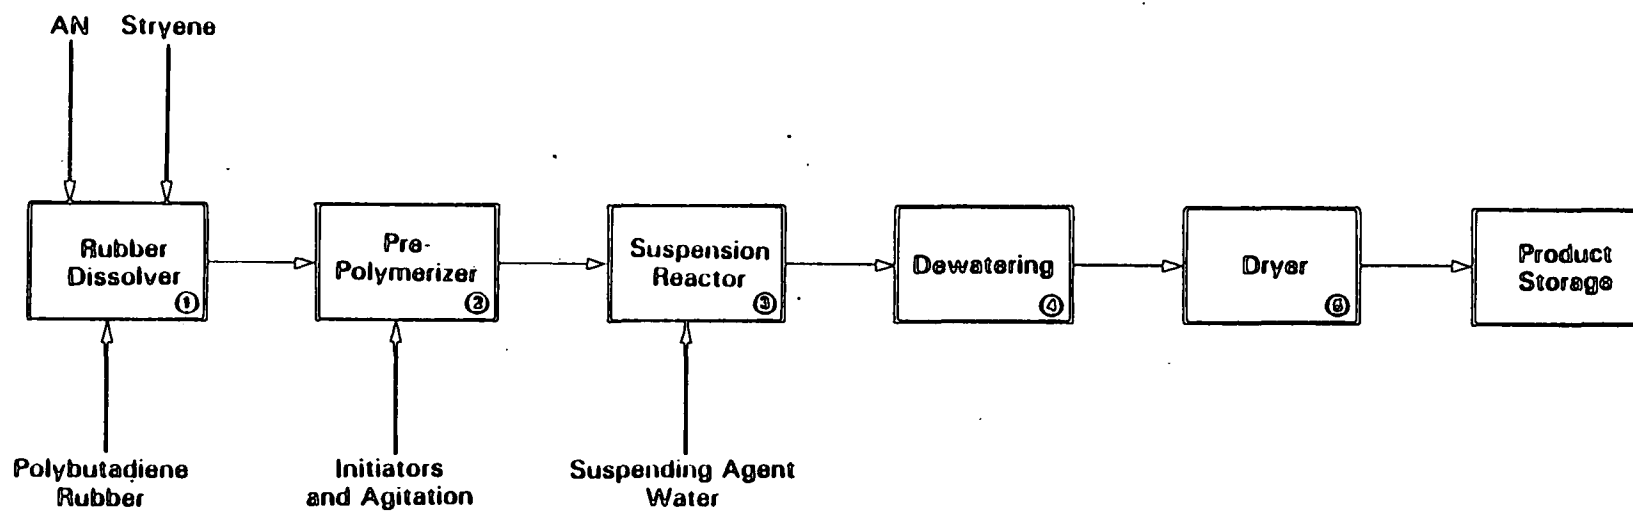 AN Stryene
Rubber
Dissolver
①
Pre-
Polymerizer
②
Suspension
Reactor
③
Dewatering
④
Dryer
⑤
Product
Storage
Polybutadiene
Rubber
Initiators
and Agitation
Suspending Agent
Water